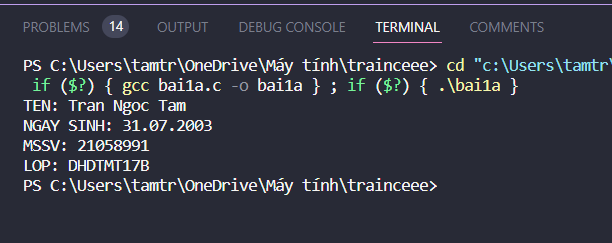 PROBLEMS 14 OUTPUT DEBUG CONSOLE TERMINAL COMMENTS
PS C:\Users\tamtr\OneDrive\Máy tính\trainceee> cd "c:\Users\tamtr\
if ($?) { gcc bai1a.c -o bai1a } ; if ($?) { .\bai1a }
TEN: Tran Ngoc Tam
NGAY SINH: 31.07.2003
MSSV: 21058991
LOP: DHDTMT17B
PS C:\Users\tamtr\OneDrive\Máy tính\trainceee>